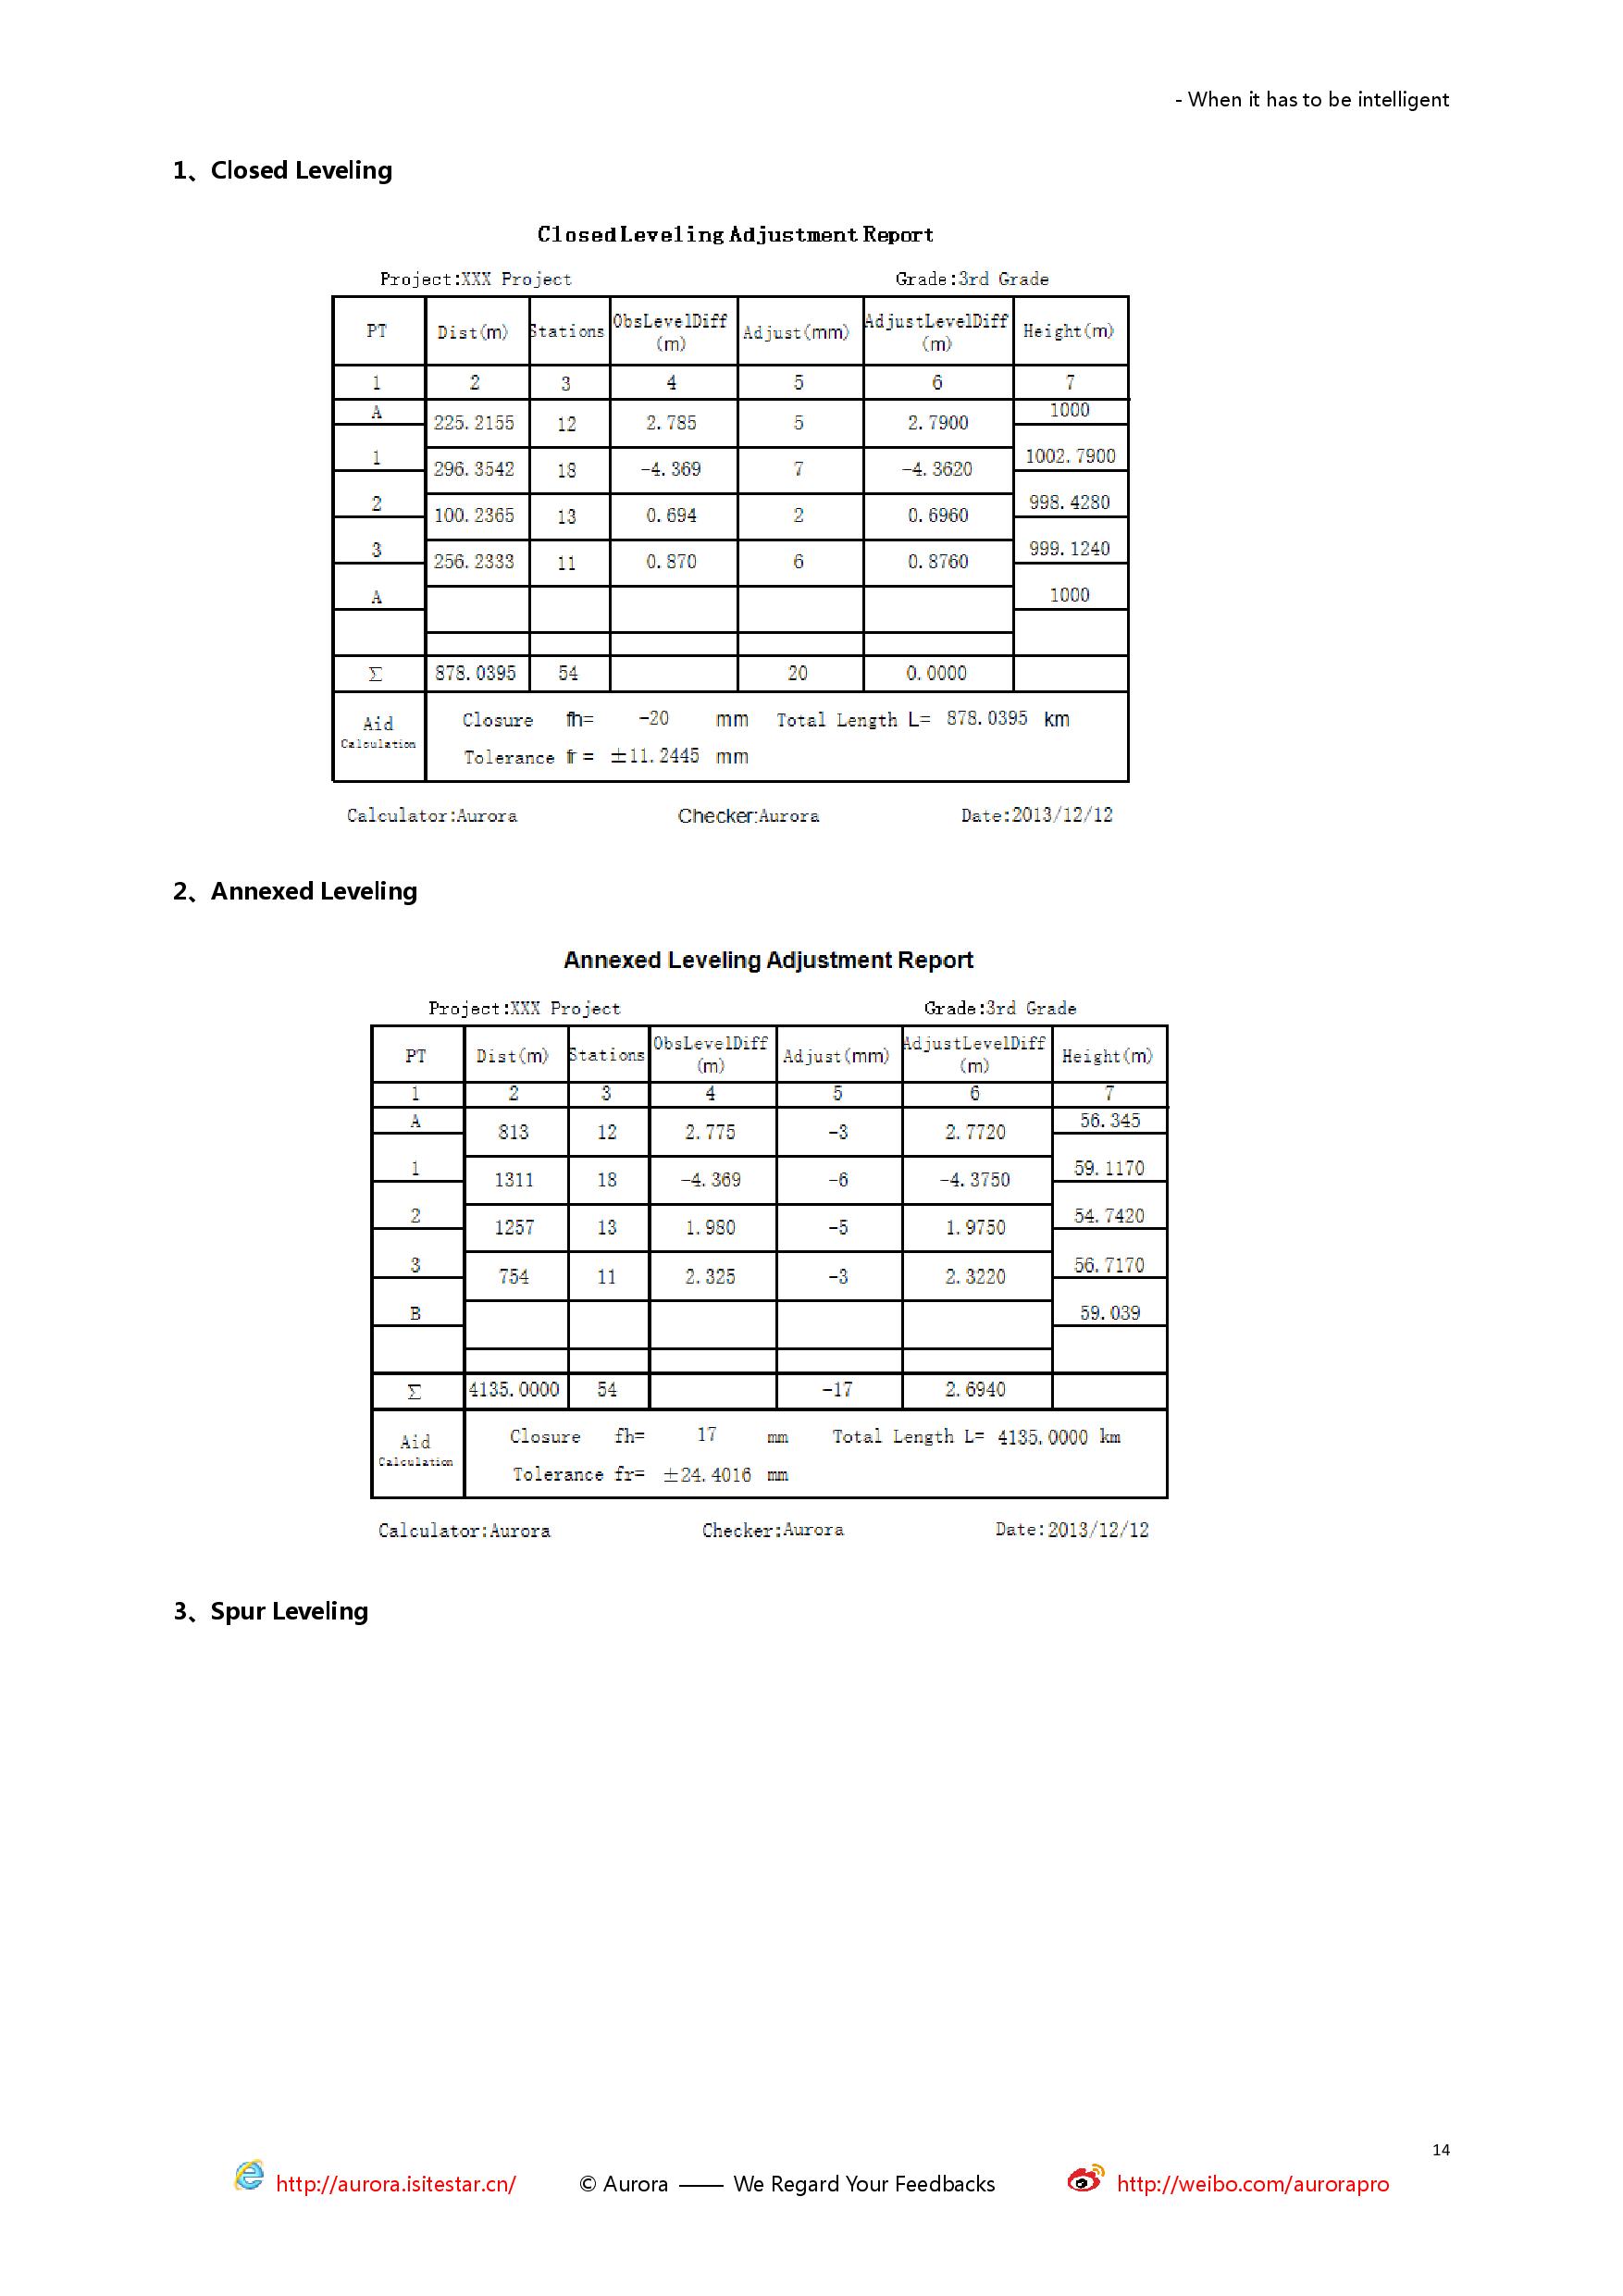 - When it has to be intelligent
1、Closed Leveling
Closed Leveling Adjustment Report
Project:XXX Project Grade:3rd Grade
PT Dist(m) Stations ObsLevelDiff (m) Adjust(mm) AdjustLevelDiff (m) Height(m)
1 2 3 4 5 6 7
A 1000
225.2155 12 2.785 5 2.7900
1 1002.7900
296.3542 18 -4.369 7 -4.3620
2 998.4280
100.2365 13 0.694 2 0.6960
3 999.1240
256.2333 11 0.870 6 0.8760
A 1000
Σ 878.0395 54 20 0.0000
Aid Calculation
Closure fh= -20 mm Total Length L= 878.0395 km
Tolerance fr = ±11.2445 mm
Calculator:Aurora Checker:Aurora Date:2013/12/12
2、Annexed Leveling
Annexed Leveling Adjustment Report
Project:XXX Project Grade:3rd Grade
PT Dist(m) Stations ObsLevelDiff (m) Adjust(mm) AdjustLevelDiff (m) Height(m)
1 2 3 4 5 6 7
A 56.345
813 12 2.775 -3 2.7720
1 59.1170
1311 18 -4.369 -6 -4.3750
2 54.7420
1257 13 1.980 -5 1.9750
3 56.7170
754 11 2.325 -3 2.3220
B 59.039
Σ 4135.0000 54 -17 2.6940
Aid Calculation
Closure fh= 17 mm Total Length L= 4135.0000 km
Tolerance fr= ±24.4016 mm
Calculator:Aurora Checker:Aurora Date:2013/12/12
3、Spur Leveling
14
http://aurora.isitestar.cn/ © Aurora —— We Regard Your Feedbacks http://weibo.com/aurorapro